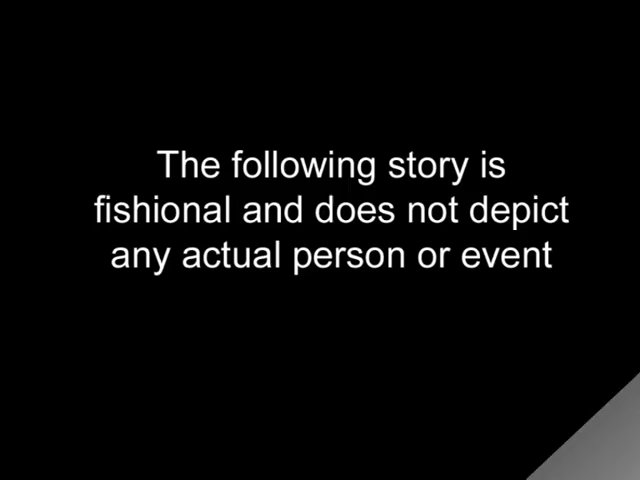 The following story is
fishional and does not depict
any actual person or event